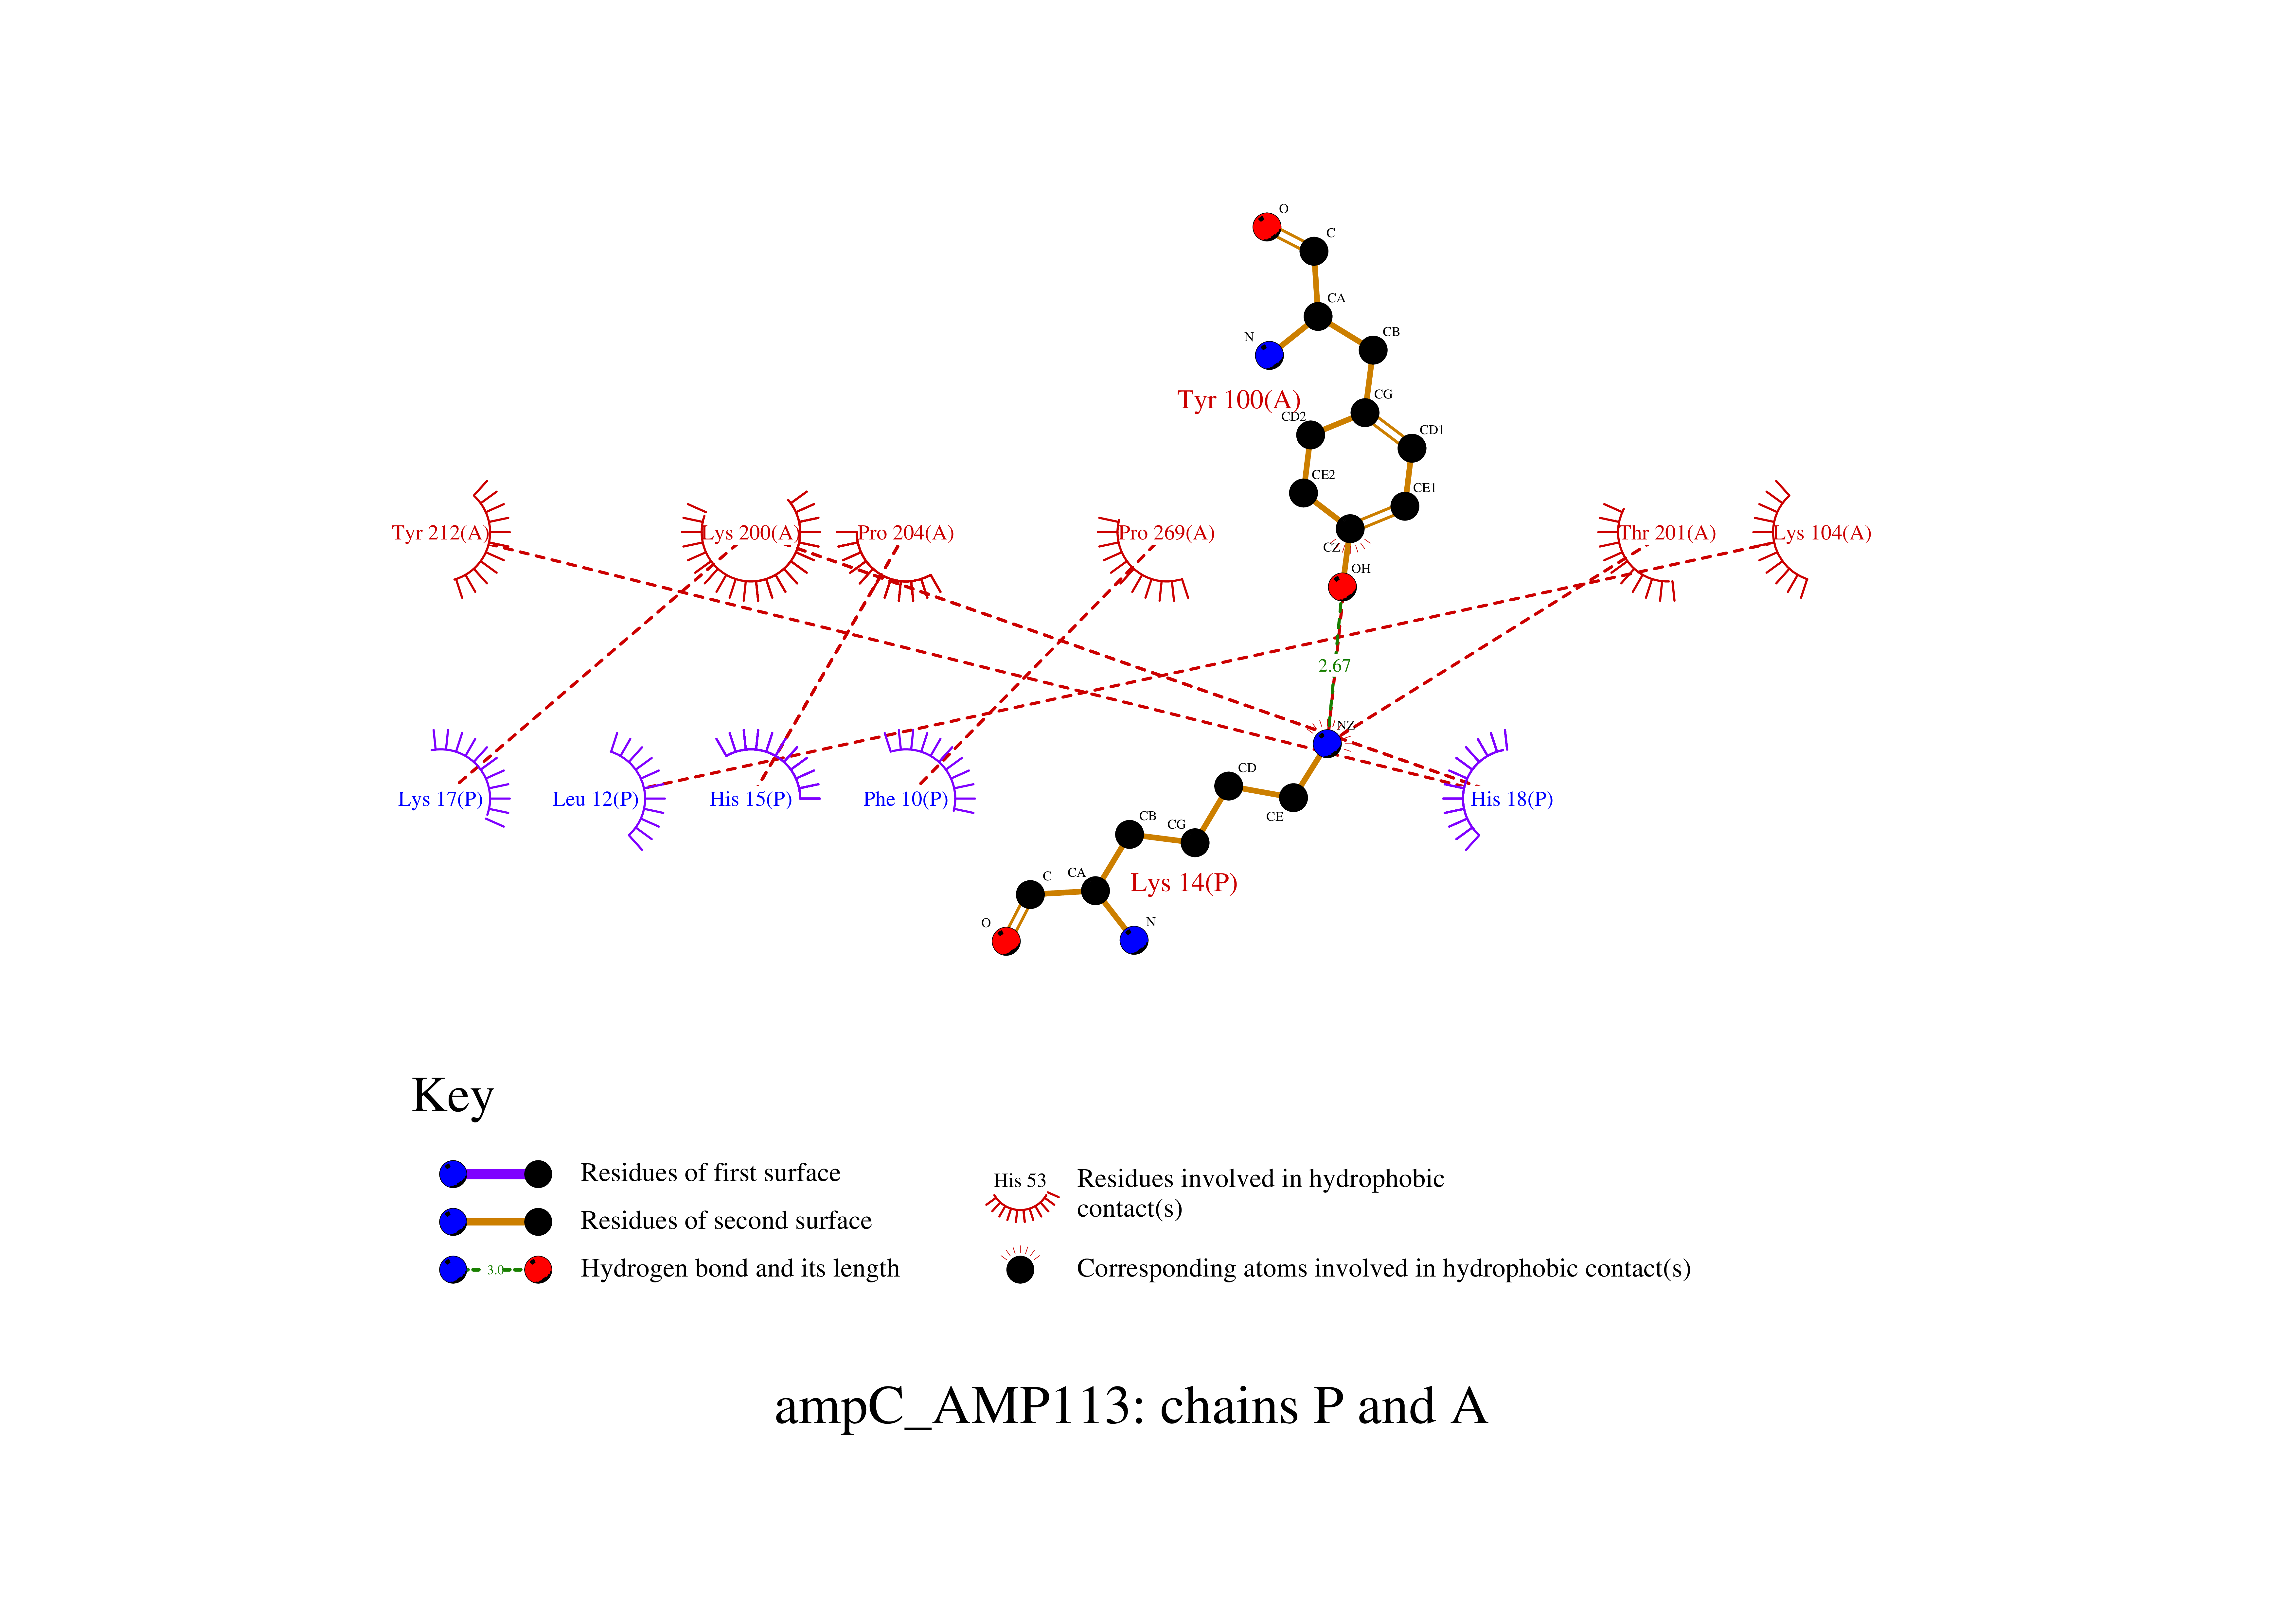 O
C
CA
CB
N
CG
Tyr 100(A)
CD2
CD1
CE2
CE1
Tyr 212(A)
Lys 200(A)
Pro 204(A)
Pro 269(A)
Thr 201(A)
Lys 104(A)
CZ
OH
2.67
NZ
CD
Lys 17(P)
Leu 12(P)
His 15(P)
Phe 10(P)
His 18(P)
CE
CB
CG
C
CA
Lys 14(P)
O
N
Key
Residues of first surface
Residues of second surface
3.0
Hydrogen bond and its length
His 53
Residues involved in hydrophobic
contact(s)
Corresponding atoms involved in hydrophobic contact(s)
ampC_AMP113: chains P and A